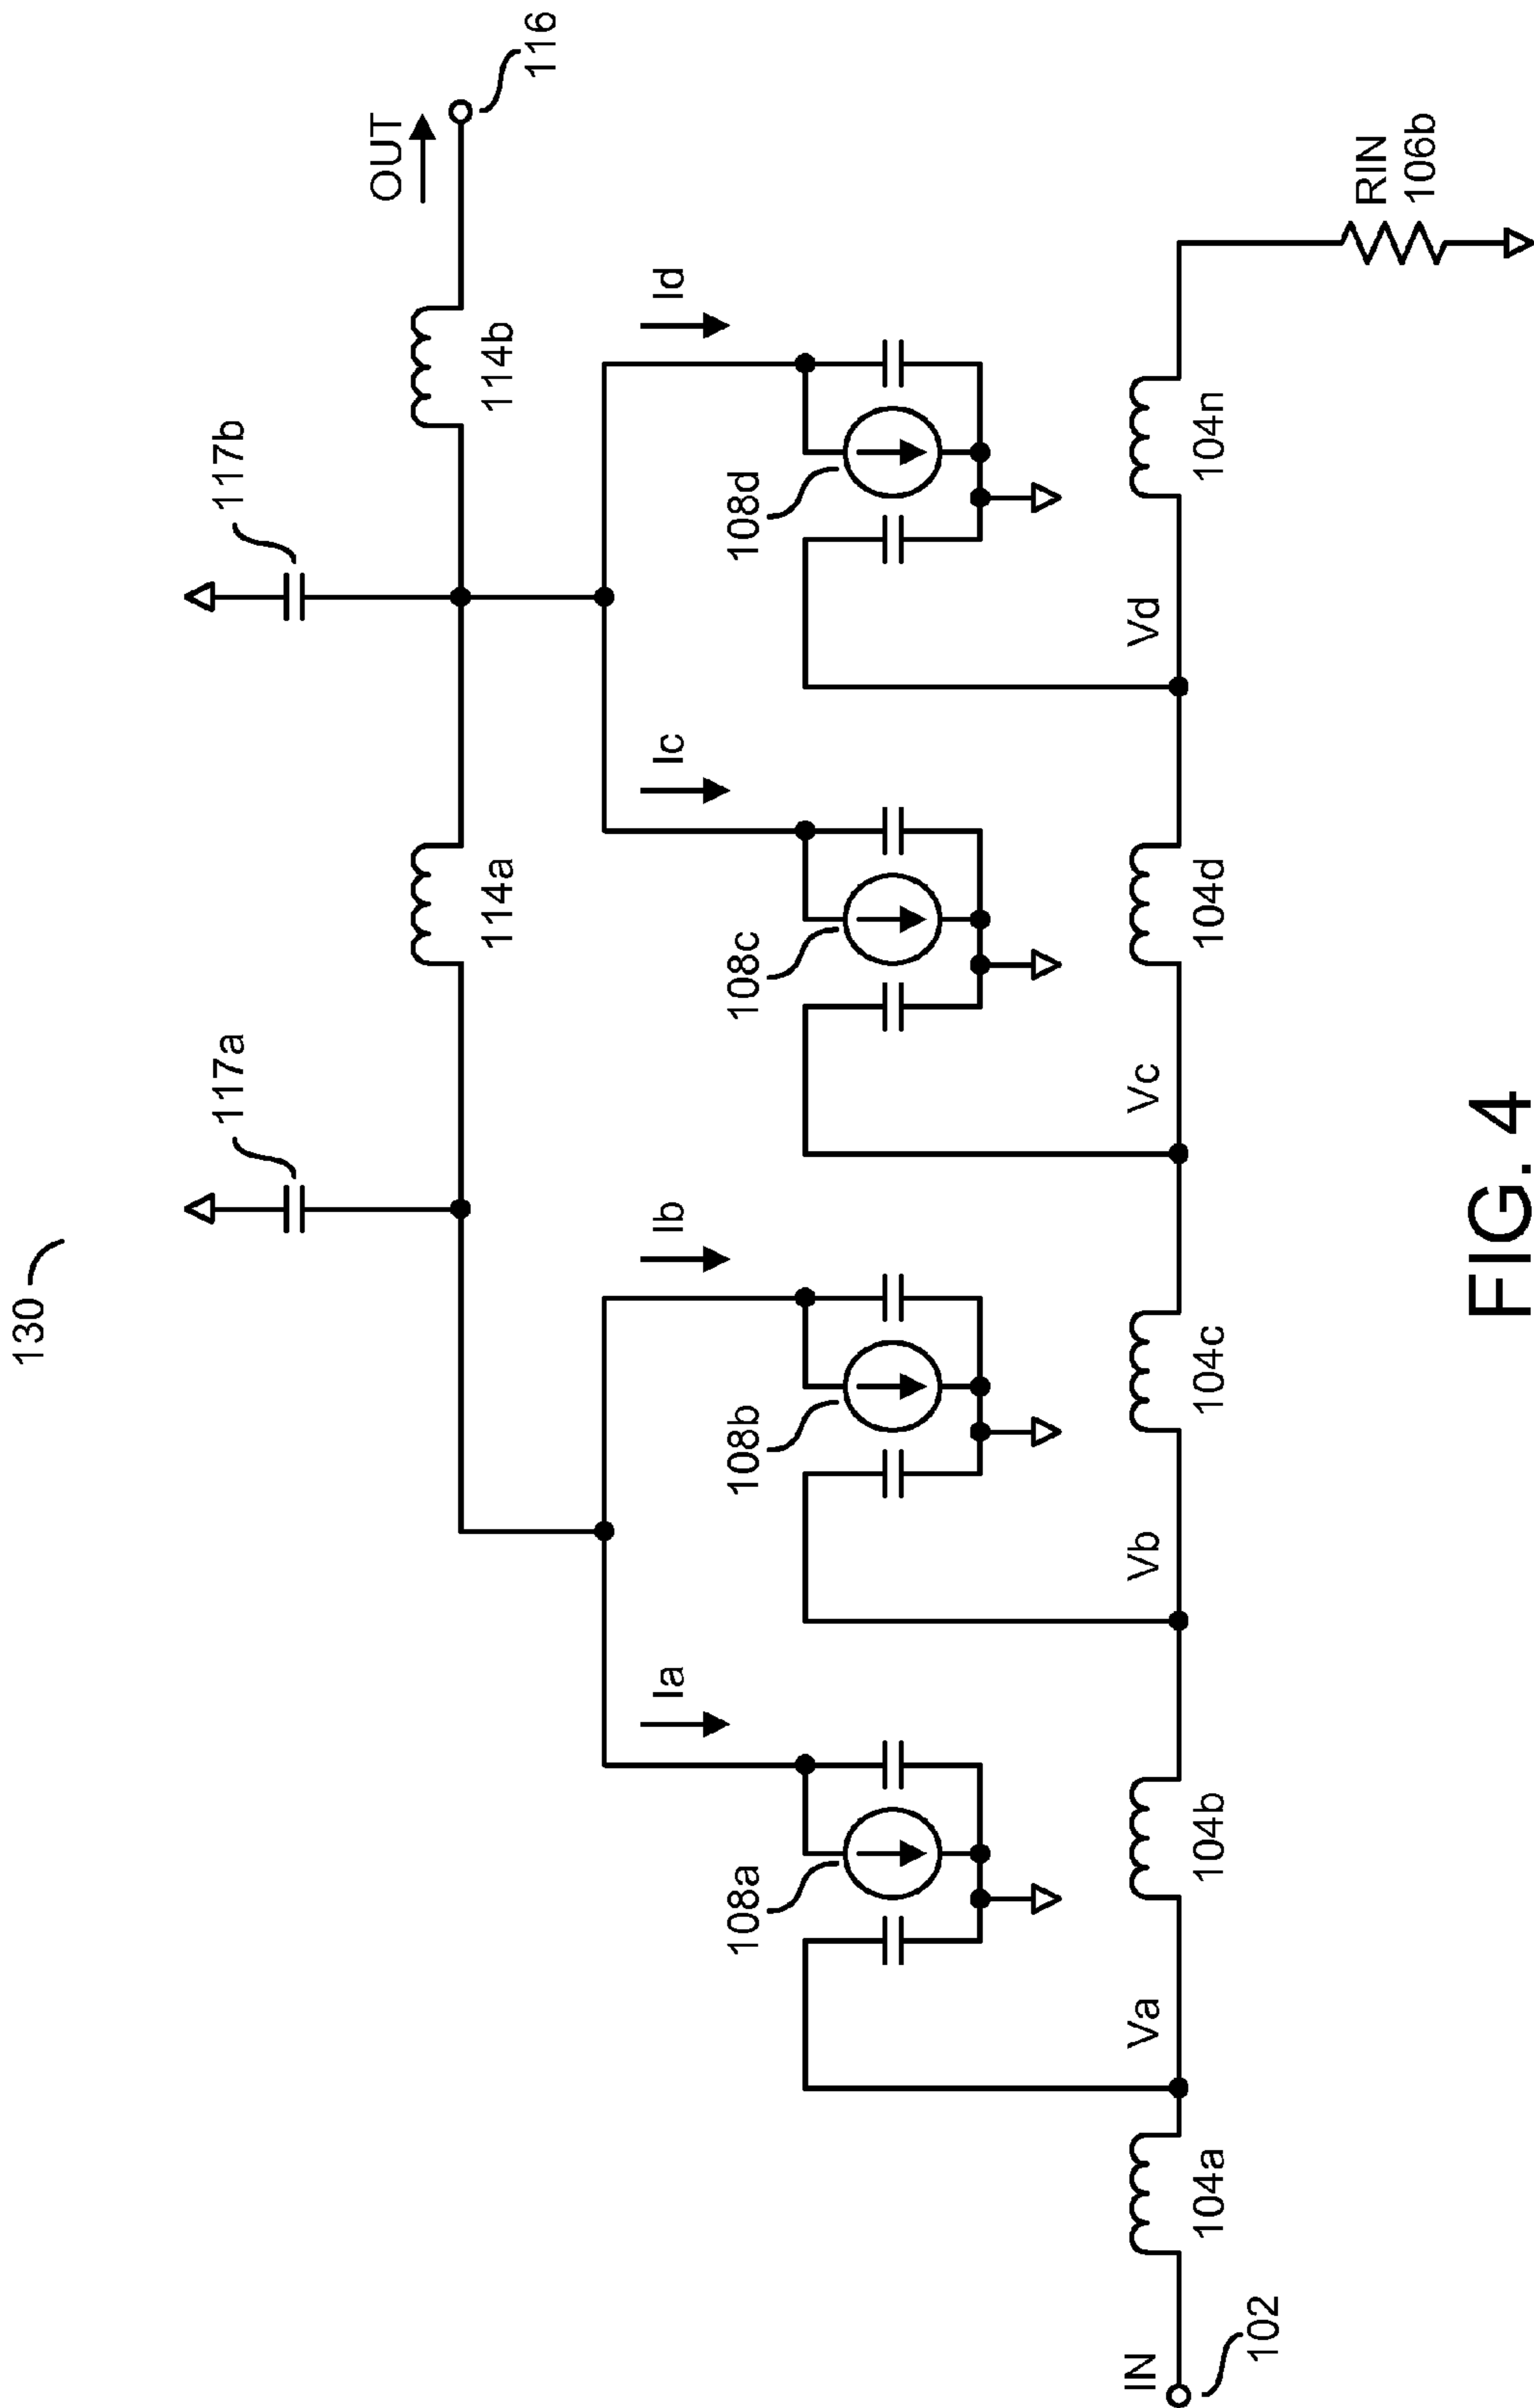 130
117a
117b
OUT
116
114a
114b
Ia
Ib
Ic
Id
108a
108b
108c
108d
IN
102
Va
Vb
Vc
Vd
104a
104b
104c
104d
104n
RIN
106b
FIG. 4